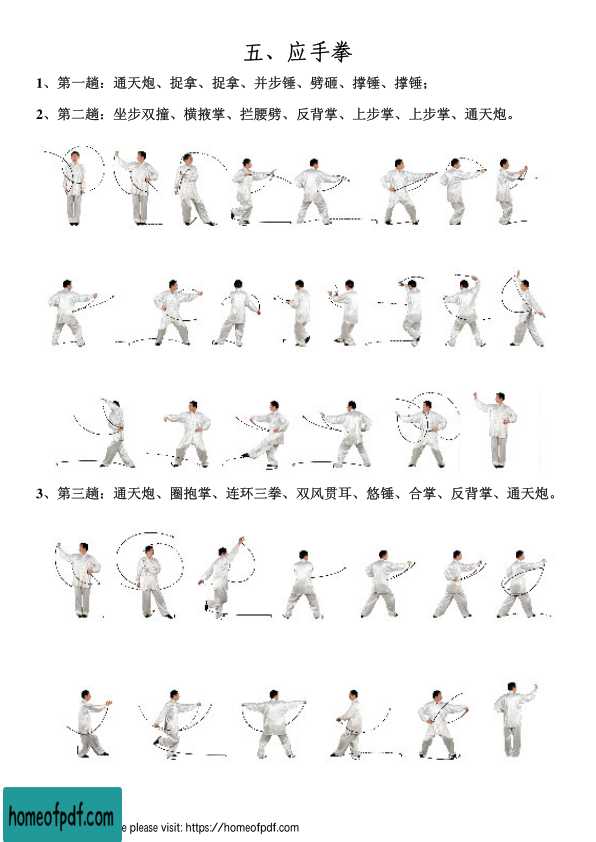 五、应手拳
1、第一趟：通天炮、捉拿、捉拿、并步锤、劈砸、撑锤、撑锤；
2、第二趟：坐步双撞、横掖掌、拦腰劈、反背掌、上步掌、上步掌、通天炮。
3、第三趟：通天炮、圈抱掌、连环三拳、双风贯耳、悠锤、合掌、反背掌、通天炮。
homeofpdf.com
e please visit: https://homeofpdf.com